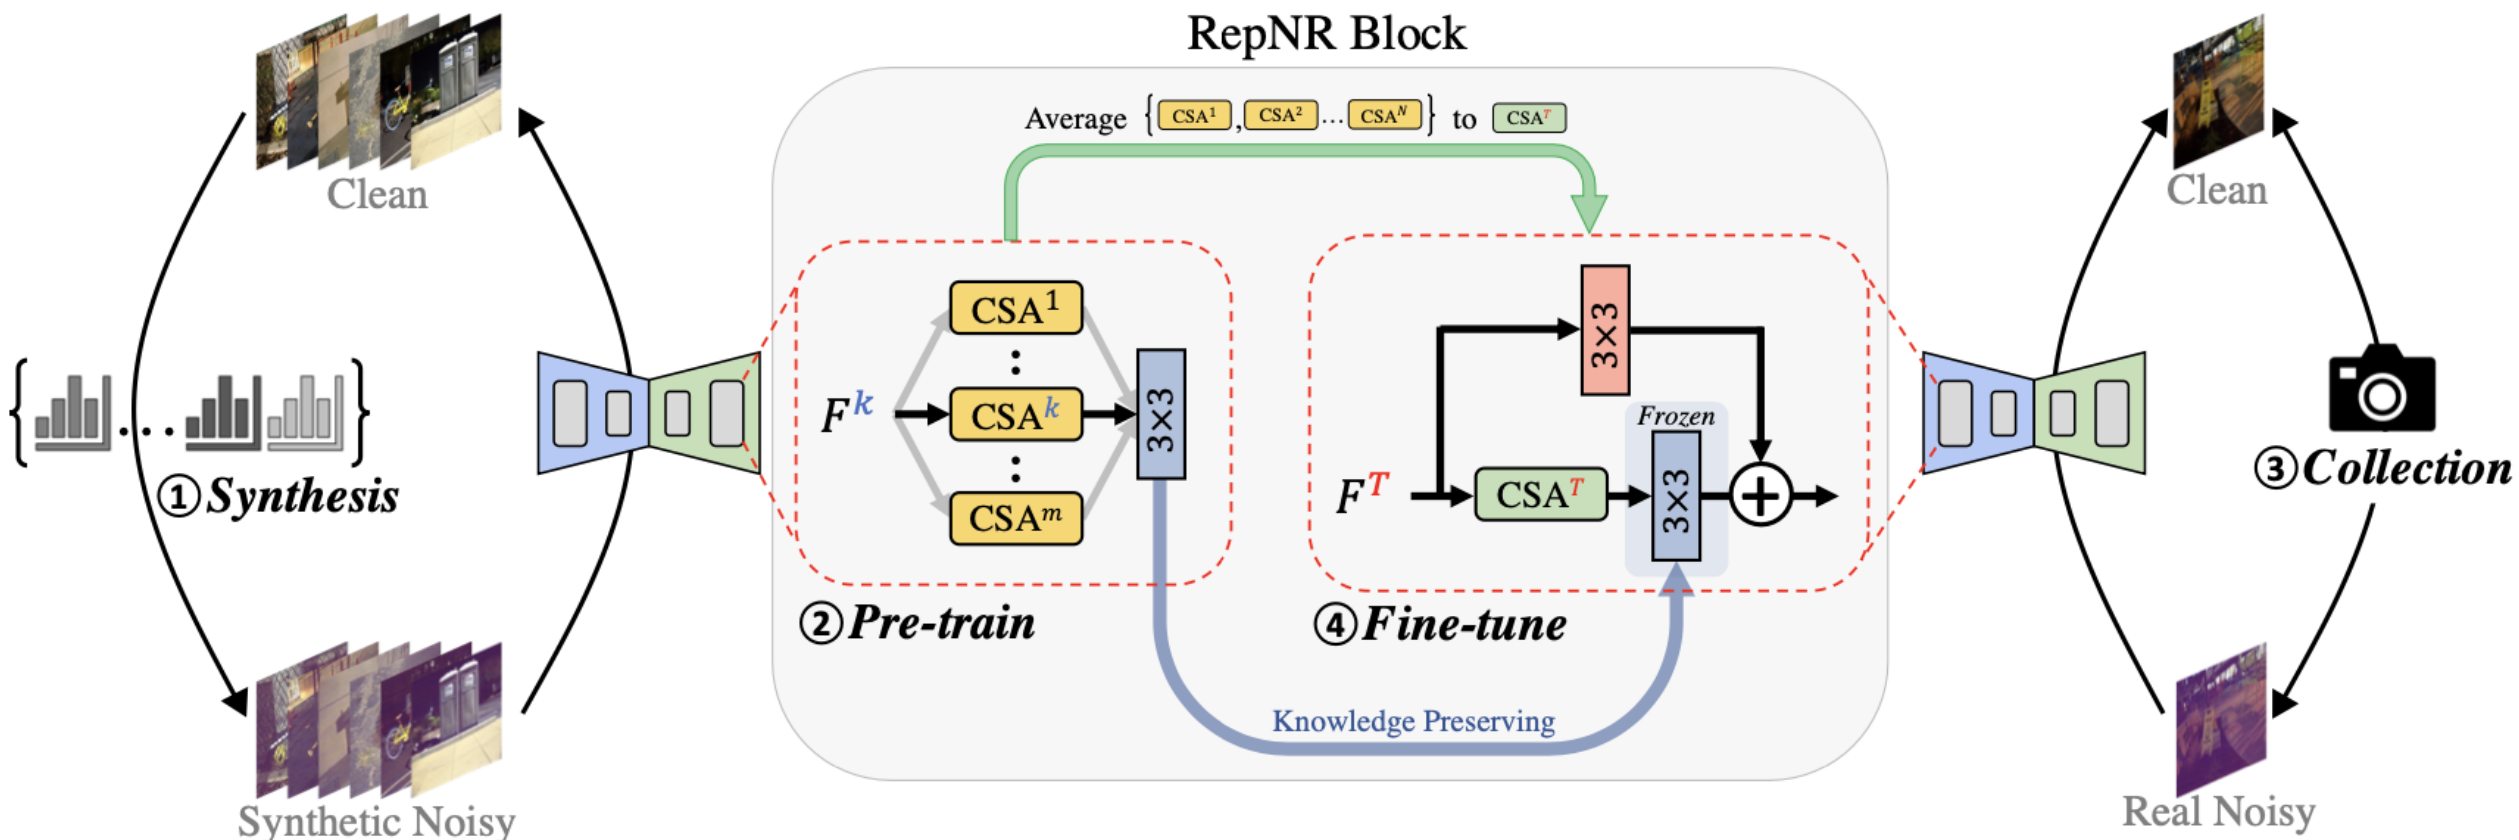 RepNR Block
Average {CSA¹, CSA² ... CSAᴺ} to CSAᵀ
Clean
Clean
CSA¹
⋮
Fᵏ CSAᵏ 3×3
⋮
CSAᵐ
3×3
Frozen
Fᵀ CSAᵀ 3×3 +
{ ... }
①Synthesis
②Pre-train
③Collection
④Fine-tune
Knowledge Preserving
Synthetic Noisy
Real Noisy